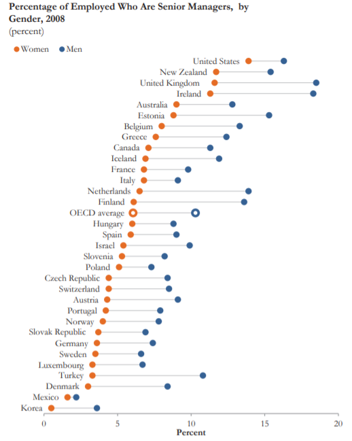 Percentage of Employed Who Are Senior Managers, by
Gender, 2008
(percent)
Women Men
United States
New Zealand
United Kingdom
Ireland
Australia
Estonia
Belgium
Greece
Canada
Iceland
France
Italy
Netherlands
Finland
OECD average
Hungary
Spain
Israel
Slovenia
Poland
Czech Republic
Switzerland
Austria
Portugal
Norway
Slovak Republic
Germany
Sweden
Luxembourg
Turkey
Denmark
Mexico
Korea
0 5 10 15 20
Percent